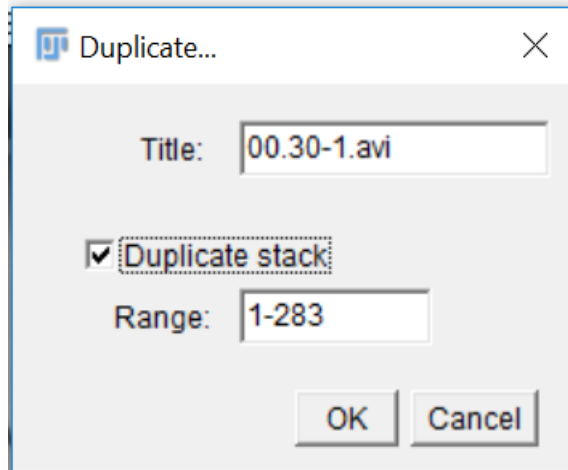 Duplicate...
Title: 00.30-1.avi
Duplicate stack
Range: 1-283
OK Cancel